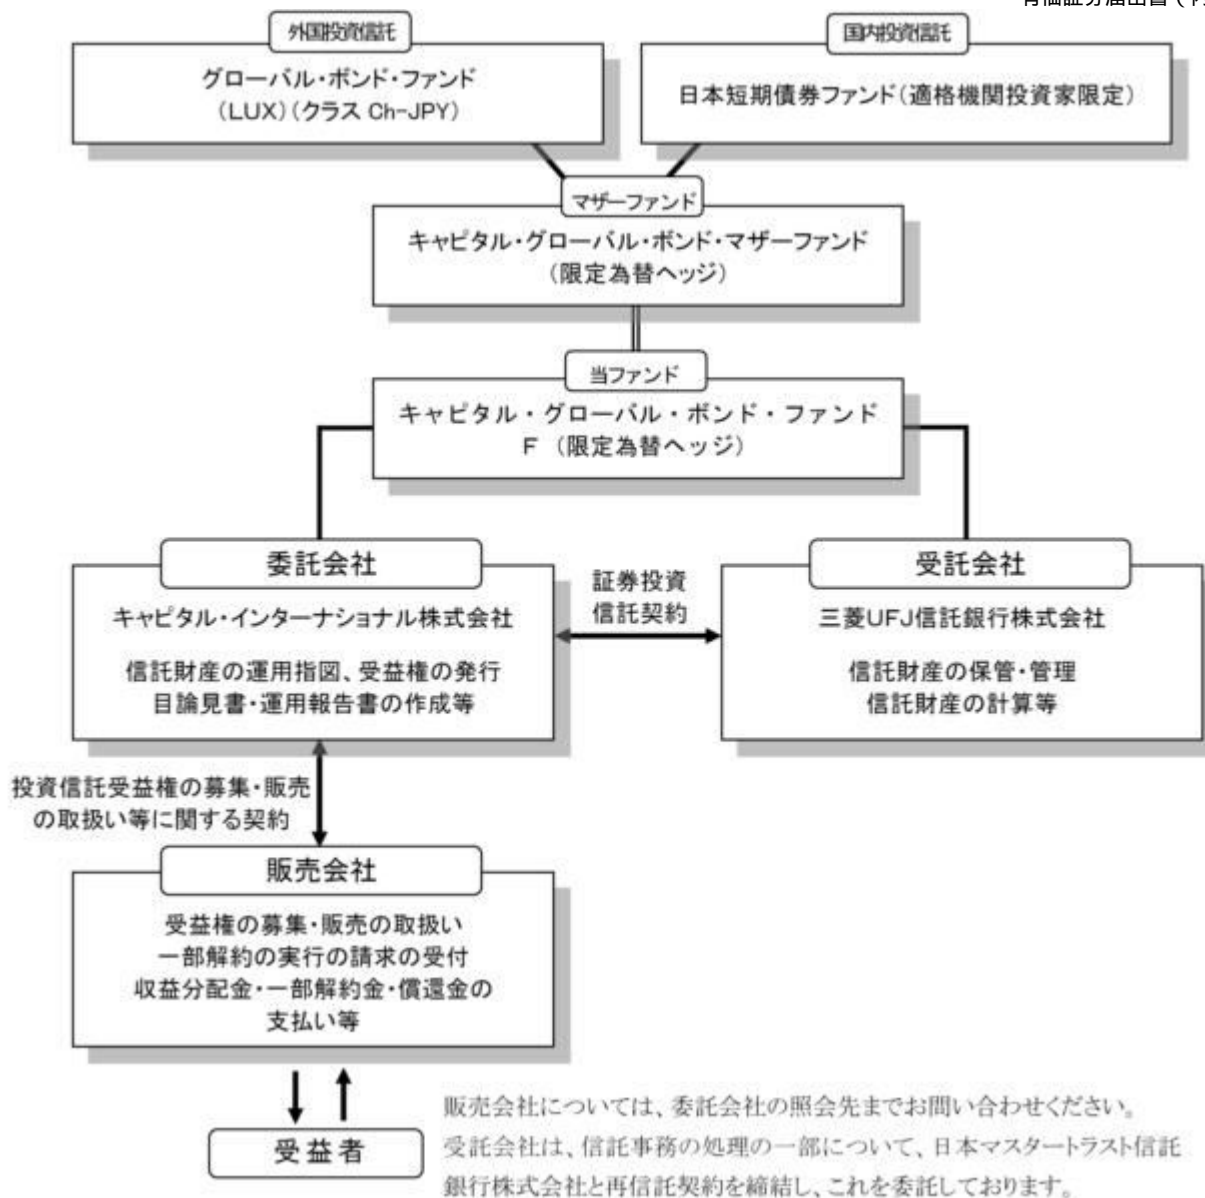 外国投資信託
グローバル・ボンド・ファンド
(LUX)(クラス Ch-JPY)
国内投資信託
日本短期債券ファンド(適格機関投資家限定)
マザーファンド
キャピタル・グローバル・ボンド・マザーファンド
(限定為替ヘッジ)
当ファンド
キャピタル・グローバル・ボンド・ファンド
F (限定為替ヘッジ)
委託会社
キャピタル・インターナショナル株式会社
信託財産の運用指図、受益権の発行
目論見書・運用報告書の作成等
証券投資
信託契約
受託会社
三菱UFJ信託銀行株式会社
信託財産の保管・管理
信託財産の計算等
投資信託受益権の募集・販売
の取扱い等に関する契約
販売会社
受益権の募集・販売の取扱い
一部解約の実行の請求の受付
収益分配金・一部解約金・償還金の
支払い等
受益者
販売会社については、委託会社の照会先までお問い合わせください。
受託会社は、信託事務の処理の一部について、日本マスタートラスト信託
銀行株式会社と再信託契約を締結し、これを委託しております。